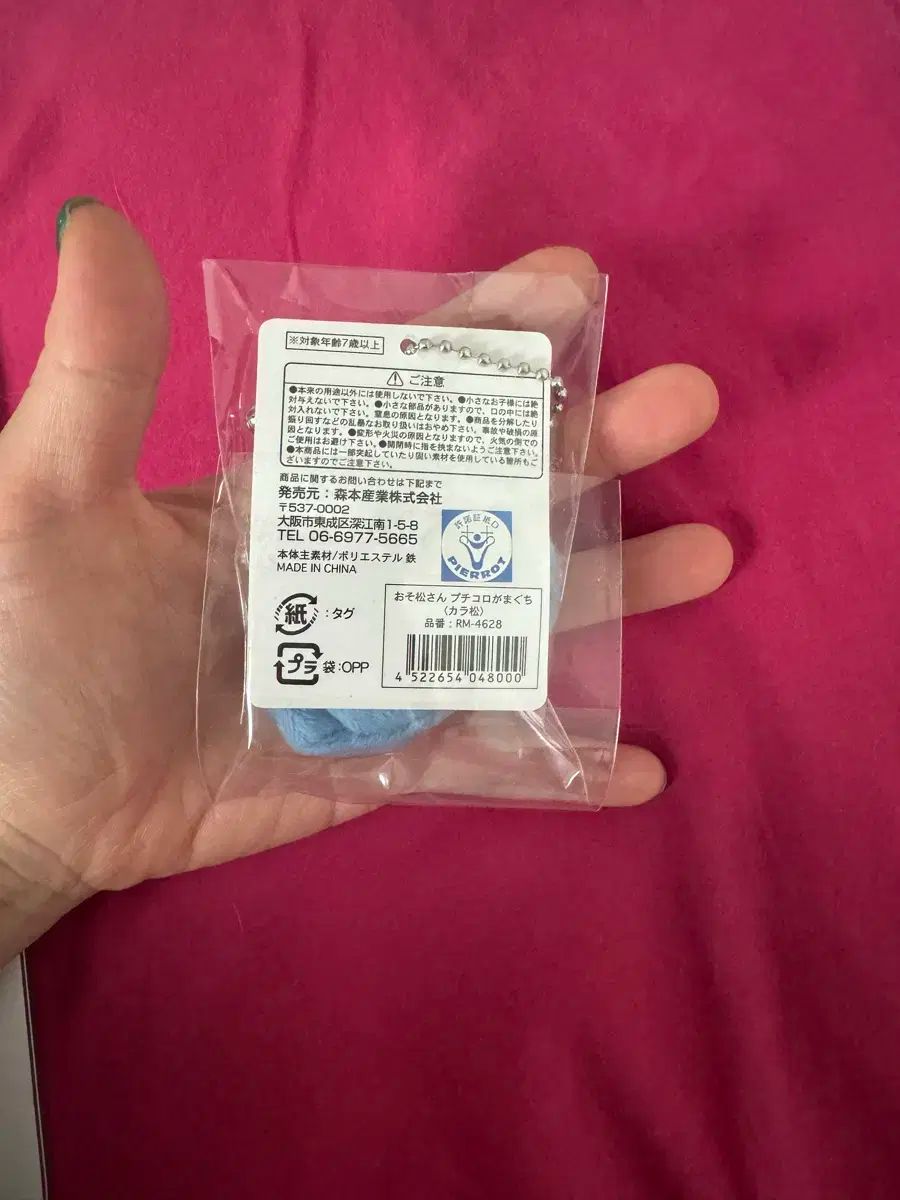 ※対象年齢7歳以上
ご注意
●本来の用途以外には使用しないで下さい。●小さなお子様には絶
対与えないで下さい。●小さな部品がありますので、口の中には絶
対入れないで下さい。窒息の原因となります。●商品を分解したり
振り回すなどの乱暴なお取り扱いはおやめ下さい。事故や破損の原
因となります。●変形や火災の原因となりますので、火気の側での
ご使用はお避け下さい。●開閉時に指を挟まないようご注意下さい。
●本商品には一部突起していたり固い素材を使用している箇所もご
ざいますのでご注意下さい。
商品に関するお問い合わせは下記まで
発売元：森本産業株式会社
〒537-0002
大阪市東成区深江南1-5-8
TEL 06-6977-5665
本体主素材/ポリエステル 鉄
MADE IN CHINA
許諾証紙D
PIERROT
紙：タグ
プラ 袋：OPP
おそ松さん プチコロがまぐち
（カラ松）
品番：RM-4628
4 522654 048000